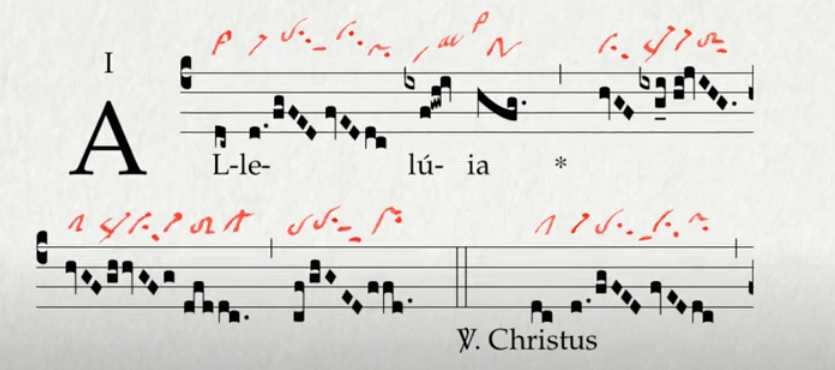 I
A
L-le- lú- ia *
℣. Christus